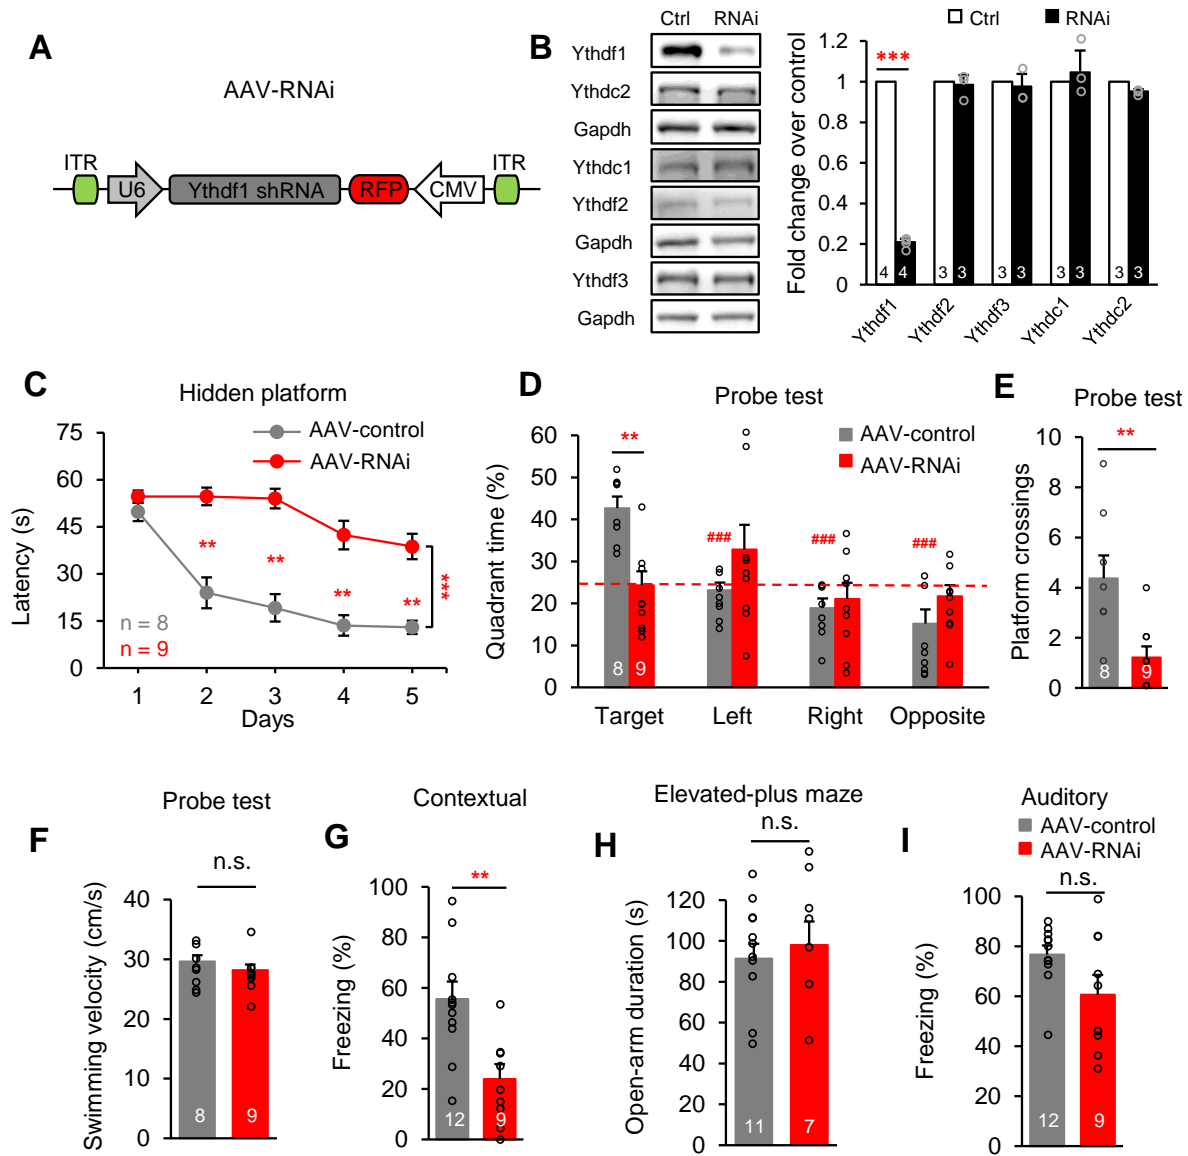 A
AAV-RNAi
ITR
ITR
U6
Ythdf1 shRNA
RFP
CMV
B
Ctrl RNAi
Ythdf1
Ythdc2
Gapdh
Ythdc1
Ythdf2
Gapdh
Ythdf3
Gapdh
Ctrl RNAi
Fold change over control
1.2
1
0.8
0.6
0.4
0.2
0
***
4 4 3 3 3 3 3 3 3 3
Ythdf1 Ythdf2 Ythdf3 Ythdc1 Ythdc2
C
Hidden platform
AAV-control
AAV-RNAi
Latency (s)
75
60
45
30
15
0
** ** ** **
***
n = 8
n = 9
1 2 3 4 5
Days
D
Probe test
AAV-control
AAV-RNAi
Quadrant time (%)
60
50
40
30
20
10
0
**
### ### ###
8 9
Target Left Right Opposite
E
Probe test
Platform crossings
10
8
6
4
2
0
**
8 9
F
Probe test
n.s.
Swimming velocity (cm/s)
40
30
20
10
0
8 9
G
Contextual
**
Freezing (%)
100
80
60
40
20
0
12 9
H
Elevated-plus maze
n.s.
Open-arm duration (s)
120
100
80
60
40
20
0
11 7
I
Auditory
AAV-control
AAV-RNAi
n.s.
Freezing (%)
100
80
60
40
20
0
12 9